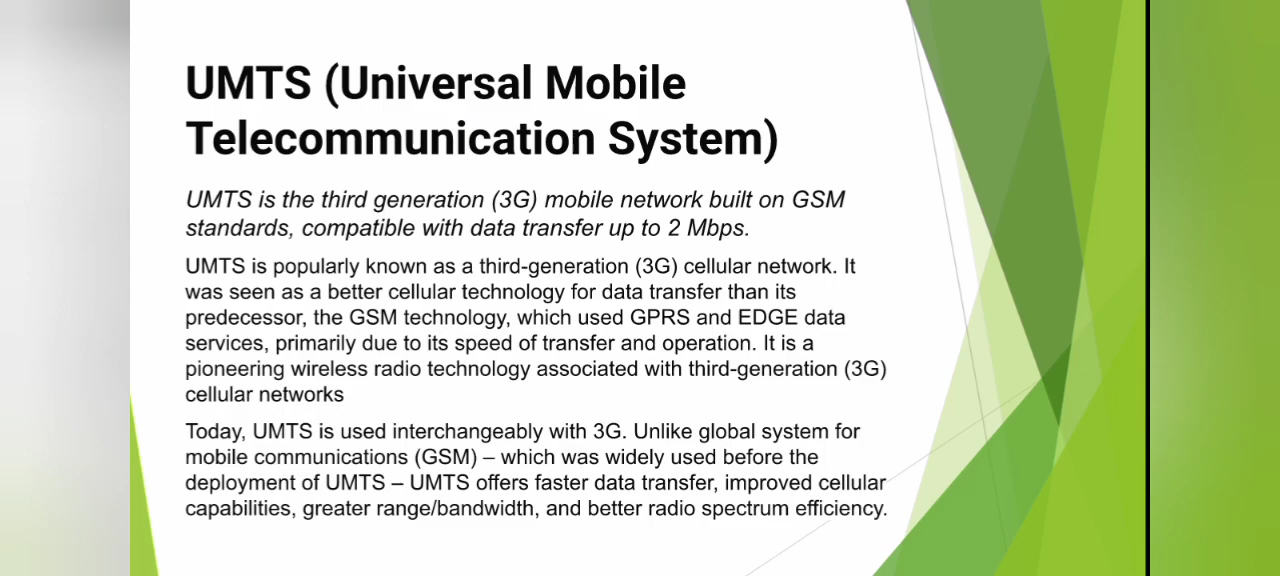 UMTS (Universal Mobile
Telecommunication System)
UMTS is the third generation (3G) mobile network built on GSM
standards, compatible with data transfer up to 2 Mbps.
UMTS is popularly known as a third-generation (3G) cellular network. It
was seen as a better cellular technology for data transfer than its
predecessor, the GSM technology, which used GPRS and EDGE data
services, primarily due to its speed of transfer and operation. It is a
pioneering wireless radio technology associated with third-generation (3G)
cellular networks
Today, UMTS is used interchangeably with 3G. Unlike global system for
mobile communications (GSM) – which was widely used before the
deployment of UMTS – UMTS offers faster data transfer, improved cellular
capabilities, greater range/bandwidth, and better radio spectrum efficiency.